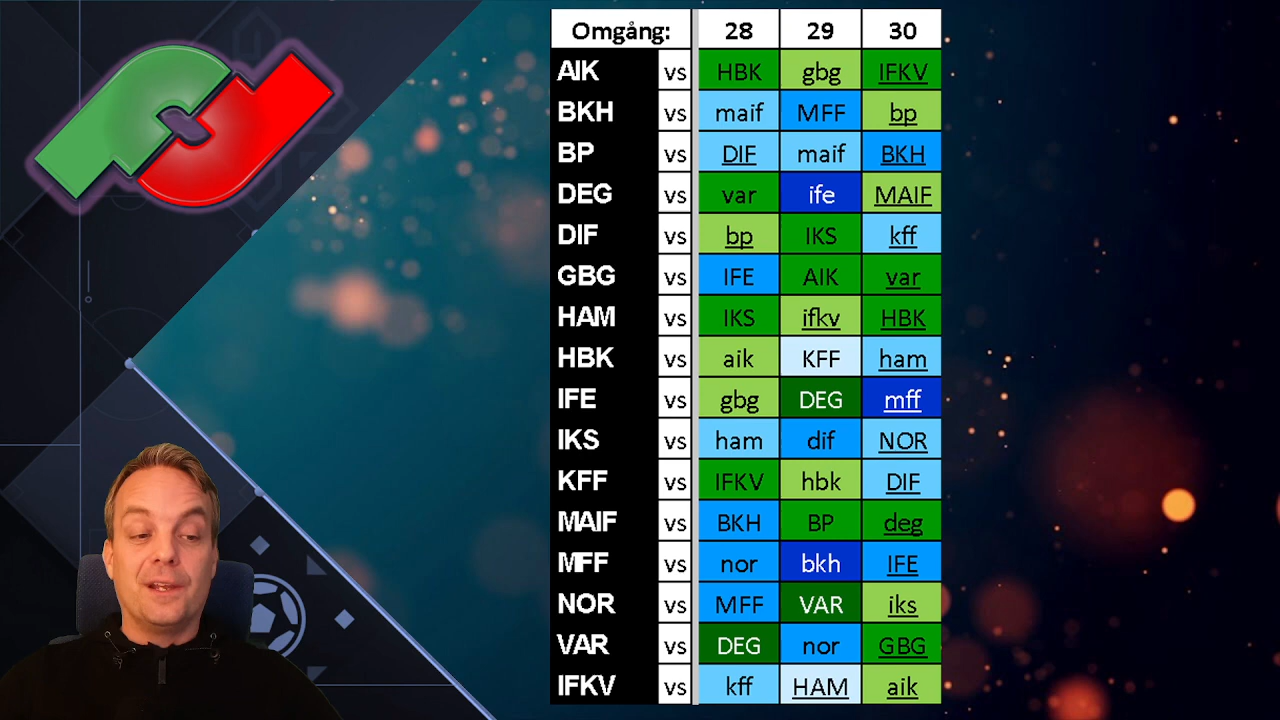 Omgång: 28 29 30
AIK vs HBK gbg IFKV
BKH vs maif MFF bp
BP vs DIF maif BKH
DEG vs var ife MAIF
DIF vs bp IKS kff
GBG vs IFE AIK var
HAM vs IKS ifkv HBK
HBK vs aik KFF ham
IFE vs gbg DEG mff
IKS vs ham dif NOR
KFF vs IFKV hbk DIF
MAIF vs BKH BP deg
MFF vs nor bkh IFE
NOR vs MFF VAR iks
VAR vs DEG nor GBG
IFKV vs kff HAM aik